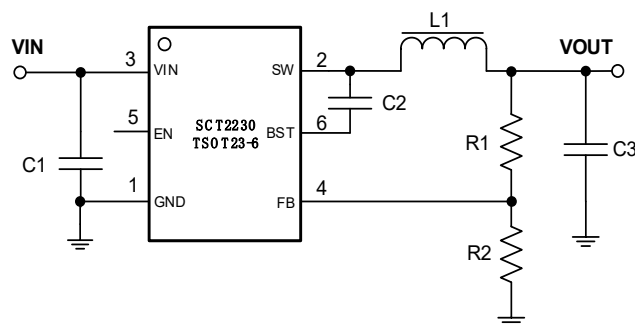 L1
VIN
VOUT
3
VIN
SW
2
C2
SCT2230
TSOT23-6
5
EN
BST
6
R1
C1
C3
1
GND
FB
4
R2